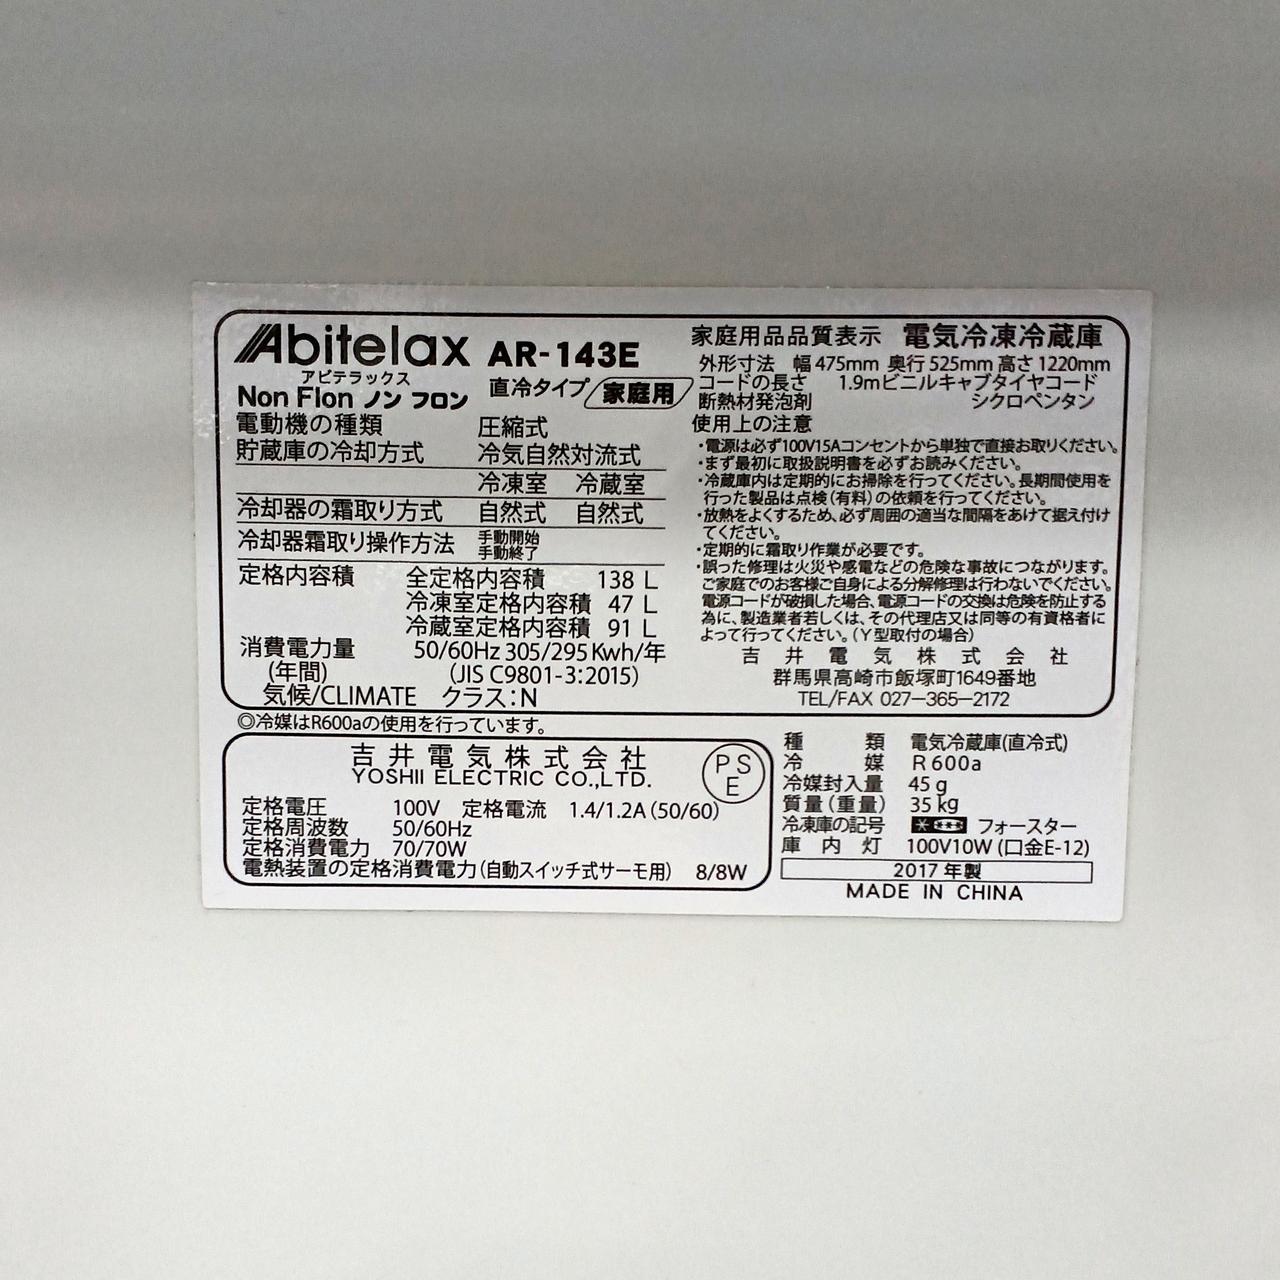 Abitelax AR-143E
アビテラックス
Non Flon ノン フロン 直冷タイプ 家庭用
電動機の種類 圧縮式
貯蔵庫の冷却方式 冷気自然対流式
冷凍室 冷蔵室
冷却器の霜取り方式 自然式 自然式
冷却器霜取り操作方法 手動開始
手動終了
定格内容積 全定格内容積 138 L
冷凍室定格内容積 47 L
冷蔵室定格内容積 91 L
消費電力量 50/60Hz 305/295Kwh/年
(年間) (JIS C9801-3:2015)
気候/CLIMATE クラス:N
家庭用品品質表示 電気冷凍冷蔵庫
外形寸法 幅475mm 奥行525mm 高さ1220mm
コードの長さ 1.9mビニルキャブタイヤコード
断熱材発泡剤 シクロペンタン
使用上の注意
・電源は必ず100V15Aコンセントから単独で直接お取りください。
・まず最初に取扱説明書を必ずお読みください。
・冷蔵庫内は定期的にお掃除を行ってください。長期間使用を
行った製品は点検(有料)の依頼を行ってください。
・放熱をよくするため、必ず周囲の適当な間隔をあけて据え付け
てください。
・定期的に霜取り作業が必要です。
・誤った修理は火災や感電などの危険な事故につながります。
ご家庭でのお客様ご自身による分解修理は行わないでください。
電源コードが破損した場合、電源コードの交換は危険を防止する
為に、製造業者若しくは、その代理店又は同等の有資格者に
よって行ってください。(Y型取付の場合)
吉井電気株式会社
群馬県高崎市飯塚町1649番地
TEL/FAX 027-365-2172
◎冷媒はR600aの使用を行っています。
吉井電気株式会社
YOSHII ELECTRIC CO.,LTD.
PS
E
定格電圧 100V 定格電流 1.4/1.2A(50/60)
定格周波数 50/60Hz
定格消費電力 70/70W
電熱装置の定格消費電力(自動スイッチ式サーモ用) 8/8W
種類 電気冷蔵庫(直冷式)
冷媒 R600a
冷媒封入量 45g
質量(重量) 35kg
冷凍庫の記号 フォースター
庫内灯 100V10W(口金E-12)
2017年製
MADE IN CHINA